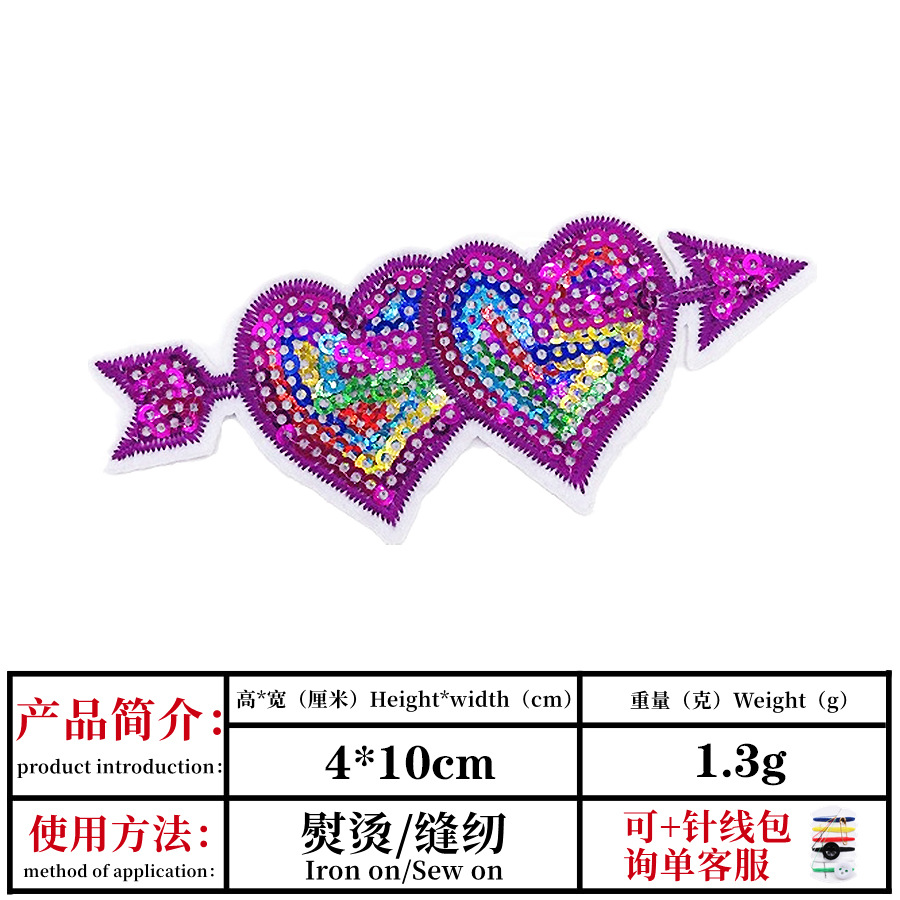 产品简介：
product introduction：
高*宽（厘米）Height*width（cm）
重量（克）Weight（g）
4*10cm
1.3g
使用方法：
method of application：
熨烫/缝纫
Iron on/Sew on
可+针线包
询单客服